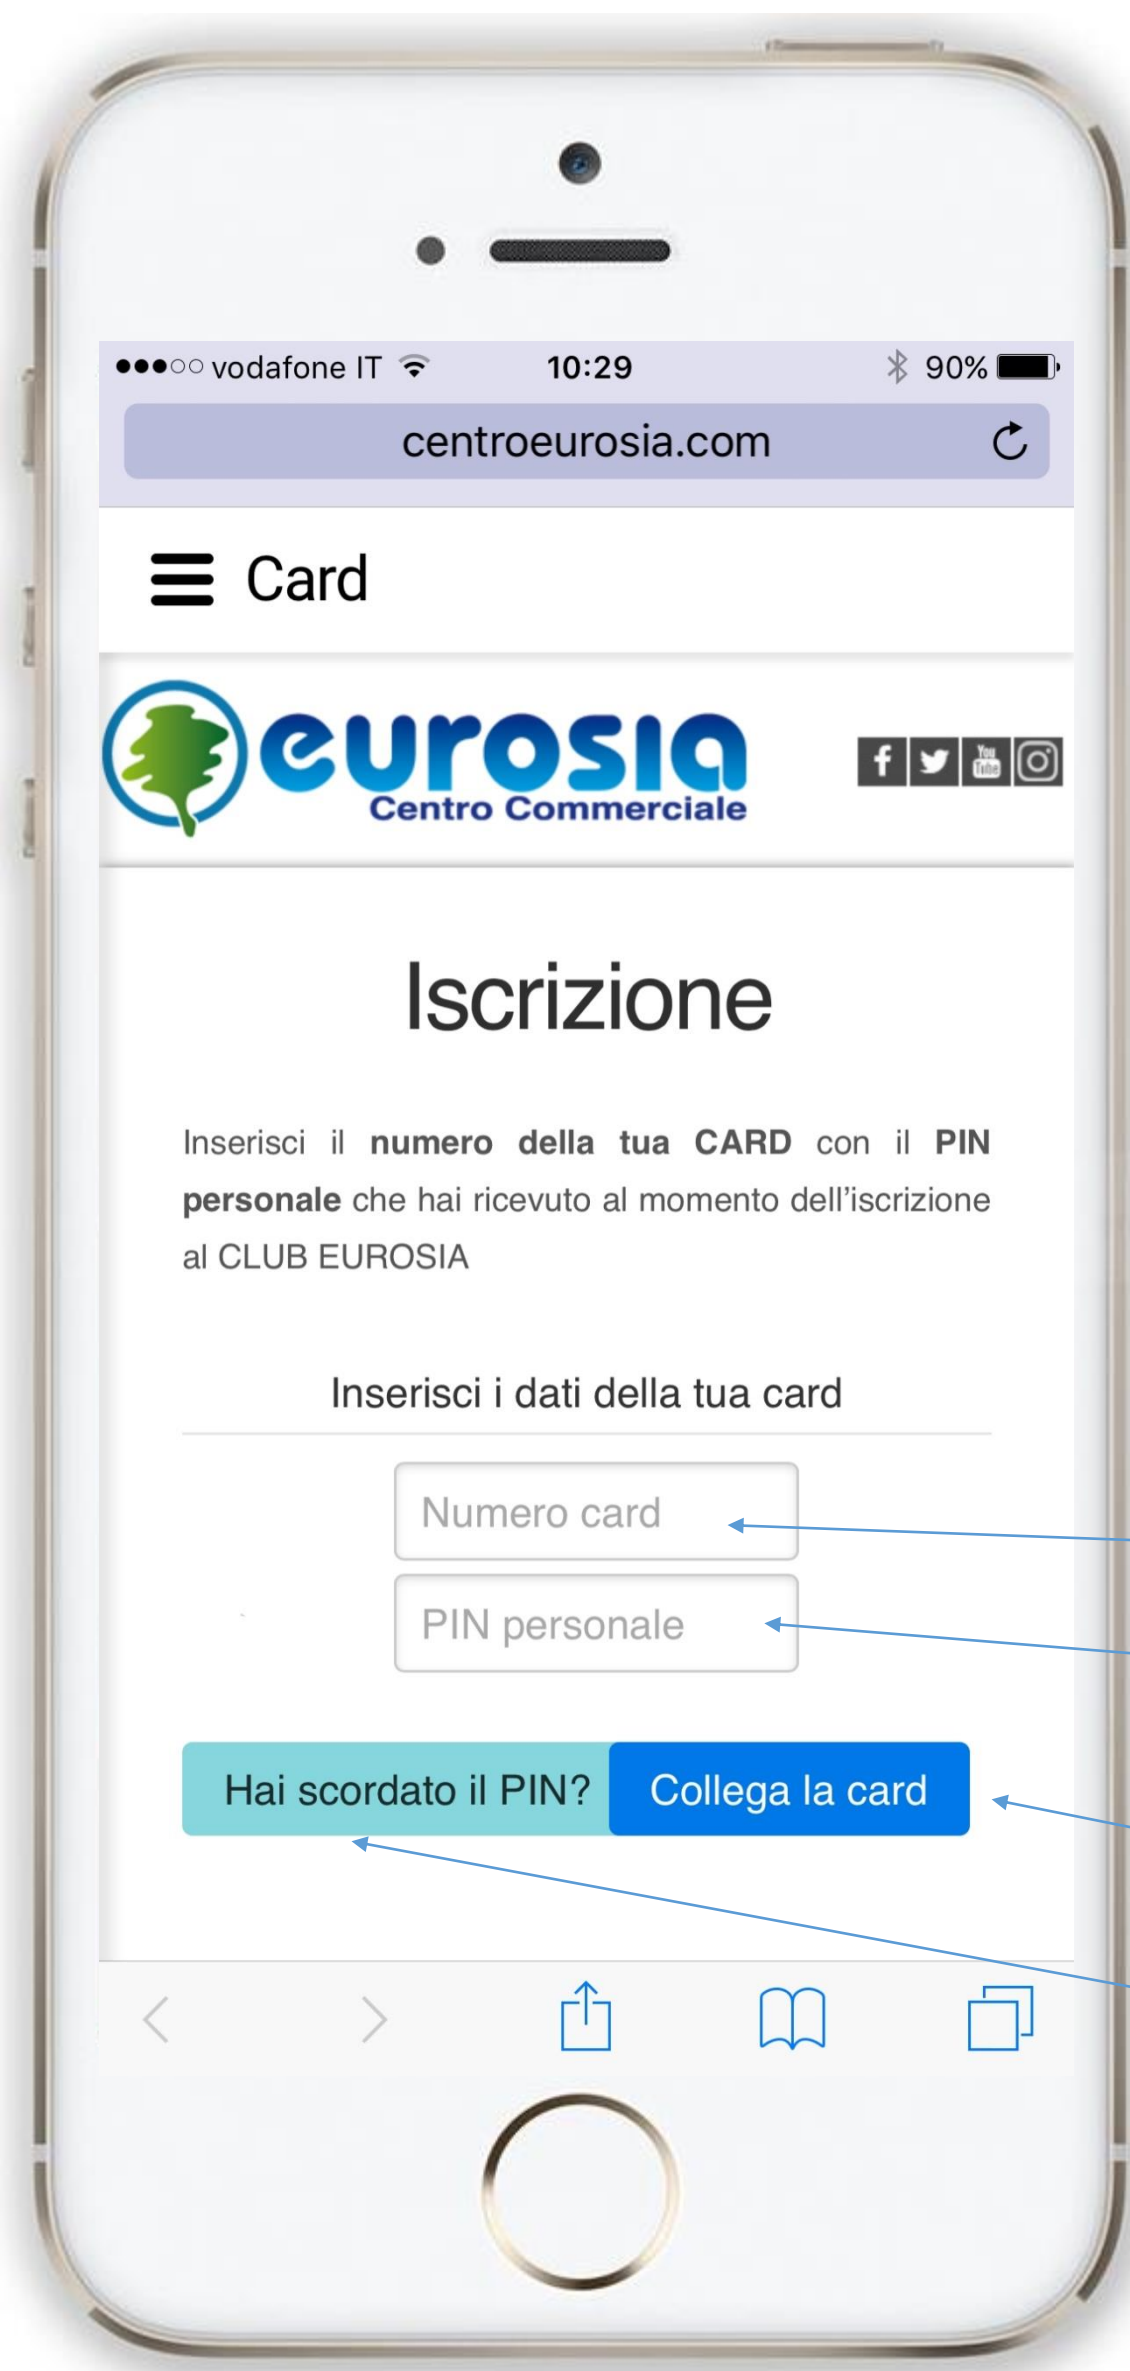 vodafone IT 10:29 90%
centroeurosia.com
Card
eurosia
Centro Commerciale
f You Tube
Iscrizione
Inserisci il numero della tua CARD con il PIN
personale che hai ricevuto al momento dell'iscrizione
al CLUB EUROSIA
Inserisci i dati della tua card
Numero card
PIN personale
Hai scordato il PIN? Collega la card